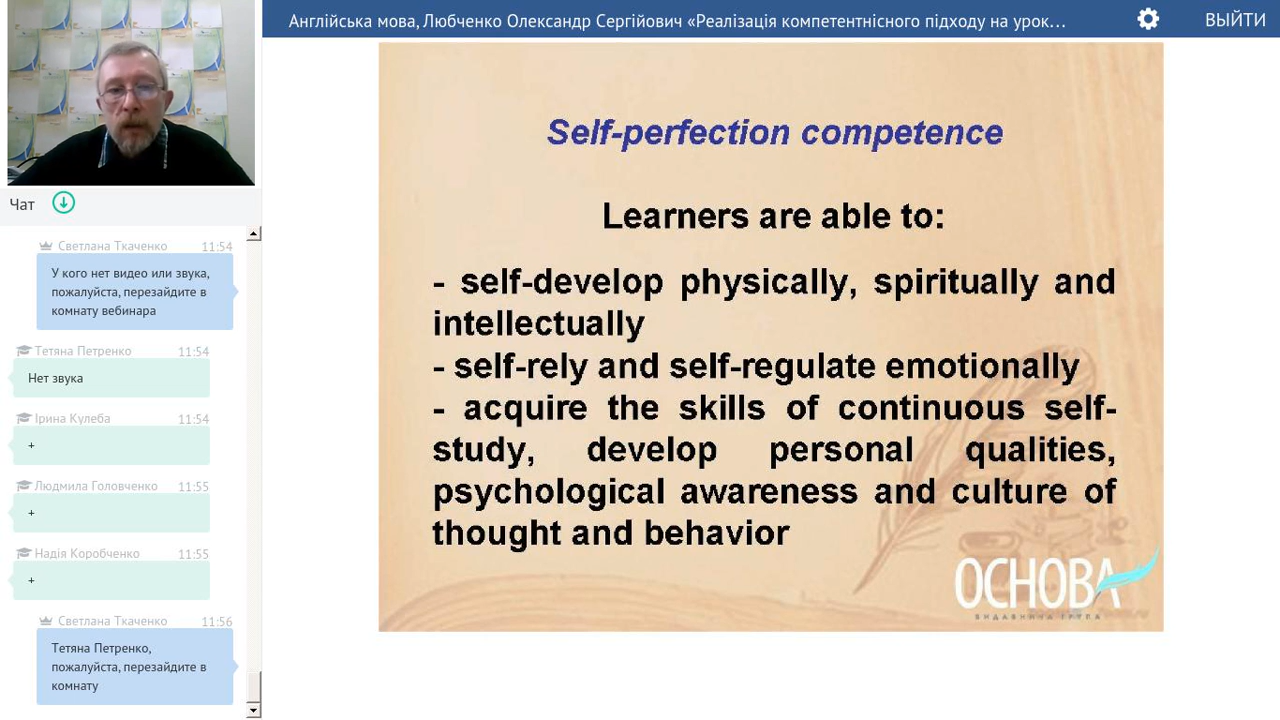 Англійська мова, Любченко Олександр Сергійович «Реалізація компетентнісного підходу на урок...
ВЫЙТИ
Чат
Светлана Ткаченко 11:54
У кого нет видео или звука,
пожалуйста, перезайдите в
комнату вебинара
Тетяна Петренко 11:54
Нет звука
Ірина Кулеба 11:54
+
Людмила Головченко 11:55
+
Надія Коробченко 11:55
+
Светлана Ткаченко 11:56
Тетяна Петренко,
пожалуйста, перезайдите в
комнату
Self-perfection competence
Learners are able to:
- self-develop physically, spiritually and
intellectually
- self-rely and self-regulate emotionally
- acquire the skills of continuous self-
study, develop personal qualities,
psychological awareness and culture of
thought and behavior
ОСНОВА
ВИДАВНИЧА ГРУПА